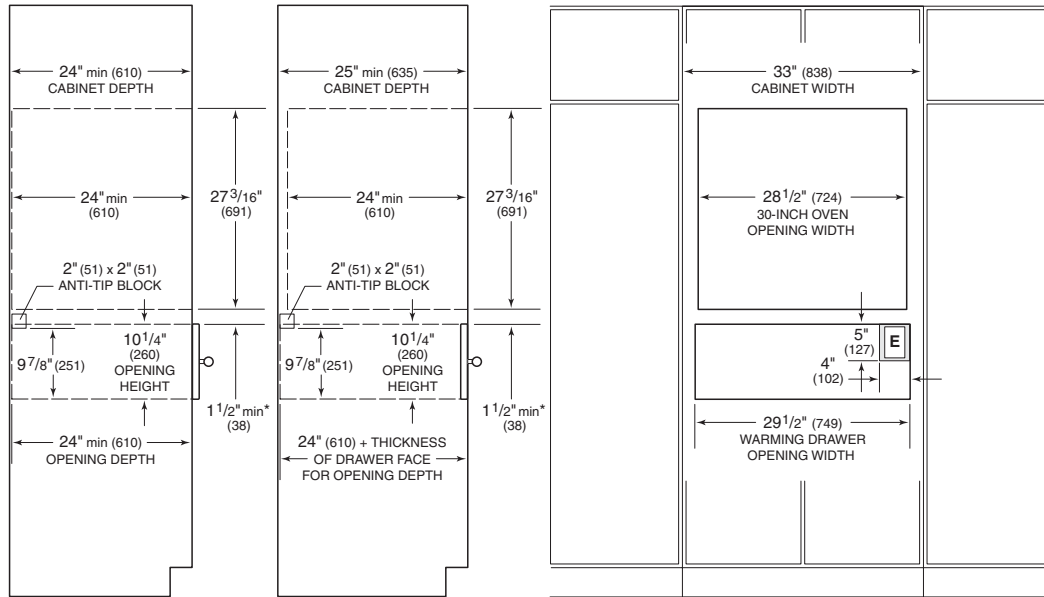 24" min (610)
CABINET DEPTH
24" min
(610)
27 3/16"
(691)
2" (51) x 2" (51)
ANTI-TIP BLOCK
10 1/4"
(260)
OPENING
HEIGHT
9 7/8" (251)
1 1/2" min*
(38)
24" min (610)
OPENING DEPTH
25" min (635)
CABINET DEPTH
24" min
(610)
27 3/16"
(691)
2" (51) x 2" (51)
ANTI-TIP BLOCK
10 1/4"
(260)
OPENING
HEIGHT
9 7/8" (251)
1 1/2" min*
(38)
24" (610) + THICKNESS
OF DRAWER FACE
FOR OPENING DEPTH
33" (838)
CABINET WIDTH
28 1/2" (724)
30-INCH OVEN
OPENING WIDTH
5"
(127)
E
4"
(102)
29 1/2" (749)
WARMING DRAWER
OPENING WIDTH